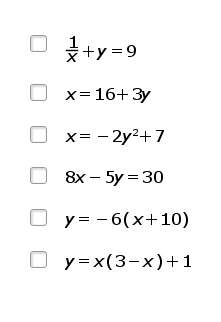 1/x + y = 9
x = 16 + 3y
x = − 2y² + 7
8x − 5y = 30
y = − 6(x + 10)
y = x(3 − x) + 1